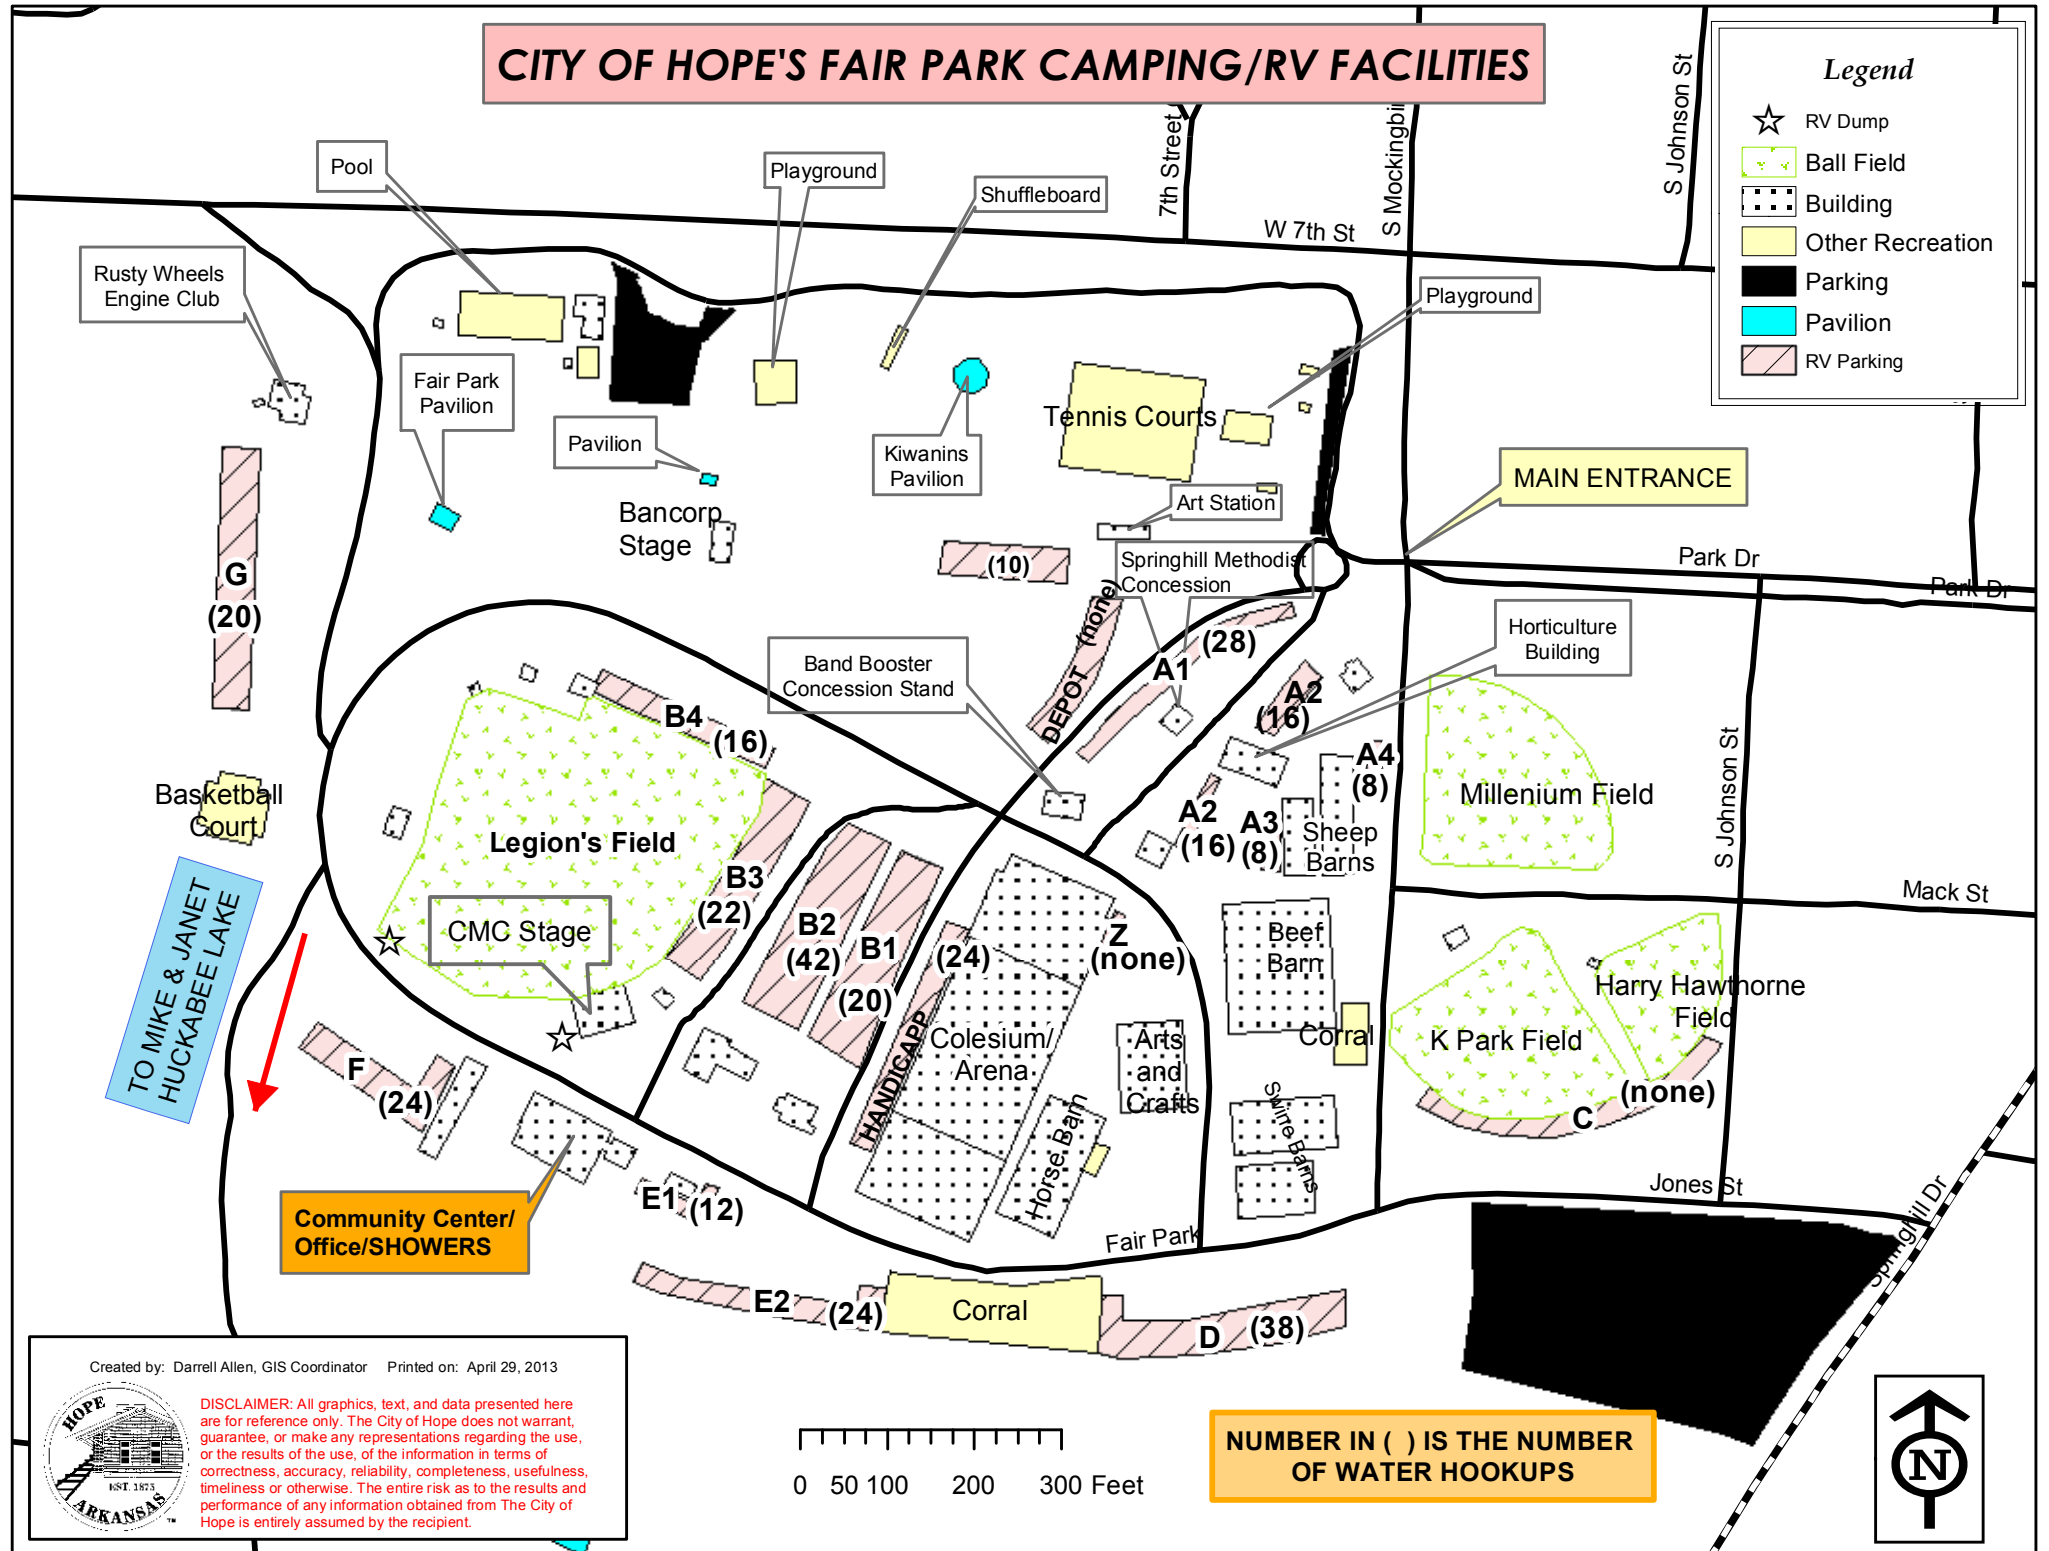 CITY OF HOPE'S FAIR PARK CAMPING/RV FACILITIES
Legend
RV Dump
Ball Field
Building
Other Recreation
Parking
Pavilion
RV Parking
7th Street
S Mockingbi
S Johnson St
W 7th St
Pool
Playground
Shuffleboard
Rusty Wheels
Engine Club
Playground
Fair Park
Pavilion
Pavilion
Kiwanins
Pavilion
Tennis Courts
MAIN ENTRANCE
Art Station
Bancorp
Stage
Springhill Methodist
Concession
Park Dr
Park Dr
G
(20)
(10)
DEPOT (none)
A1
(28)
Horticulture
Building
Band Booster
Concession Stand
A2
(16)
B4
(16)
A4
(8)
Basketball
Court
Millenium Field
S Johnson St
Legion's Field
A2
(16)
A3
(8)
Sheep
Barns
B3
(22)
Mack St
TO MIKE & JANET
HUCKABEE LAKE
CMC Stage
B2
(42)
B1
(20)
(24)
HANDICAPP
Z
(none)
Beef
Barn
Harry Hawthorne
Field
K Park Field
Corral
Colesium/
Arena
Arts
and
Crafts
F
(24)
Horse Barn
Swine Barns
C
(none)
Community Center/
Office/SHOWERS
E1
(12)
Fair Park
Jones St
Springhill Dr
E2
(24)
Corral
D
(38)
Created by: Darrell Allen, GIS Coordinator Printed on: April 29, 2013
HOPE
EST. 1873
ARKANSAS
TM
DISCLAIMER: All graphics, text, and data presented here
are for reference only. The City of Hope does not warrant,
guarantee, or make any representations regarding the use,
or the results of the use, of the information in terms of
correctness, accuracy, reliability, completeness, usefulness,
timeliness or otherwise. The entire risk as to the results and
performance of any information obtained from The City of
Hope is entirely assumed by the recipient.
0 50 100 200 300 Feet
NUMBER IN ( ) IS THE NUMBER
OF WATER HOOKUPS
N